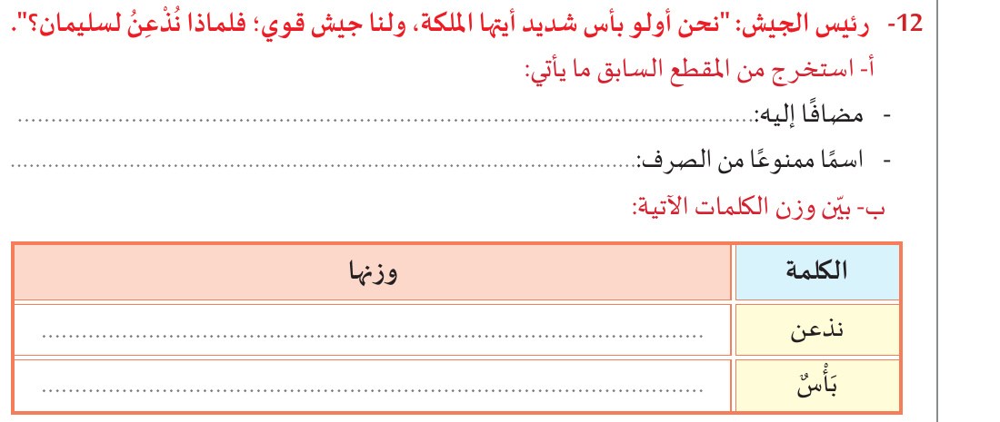 12- رئيس الجيش: "نحن أولو بأس شديد أيتها الملكة، ولنا جيش قوي؛ فلماذا نُذْعِنُ لسليمان؟".
أ- استخرج من المقطع السابق ما يأتي:
- مضافًا إليه:........................................................................
- اسمًا ممنوعًا من الصرف:........................................................................
ب- بيّن وزن الكلمات الآتية:
الكلمة وزنها
نذعن ........................................................................
بَأْسٌ ........................................................................